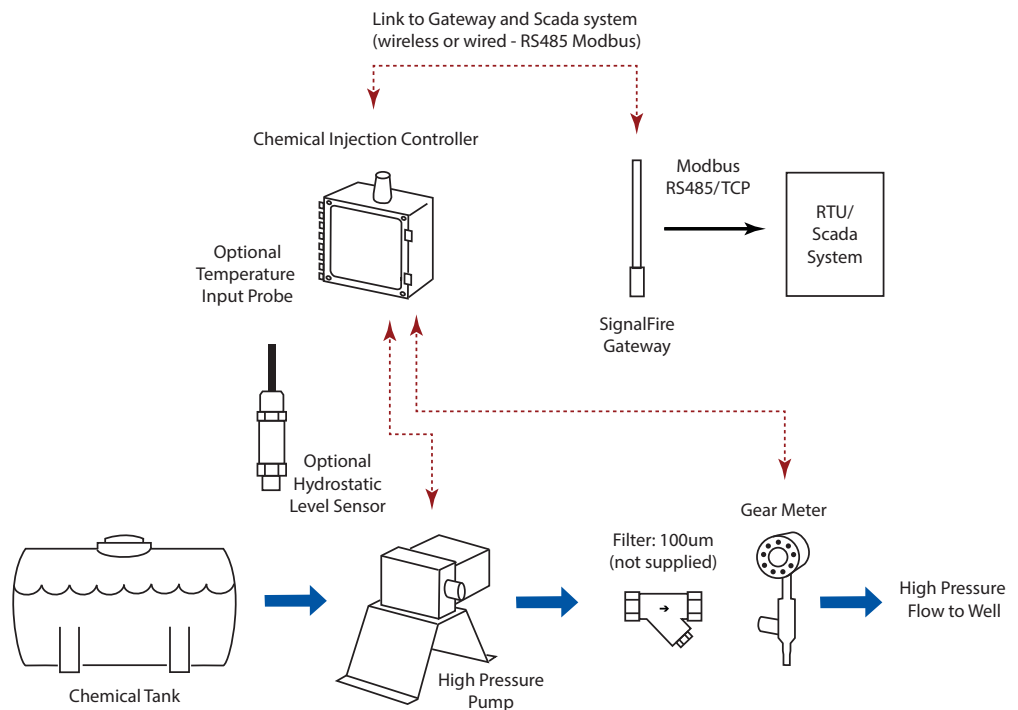 Link to Gateway and Scada system
(wireless or wired - RS485 Modbus)
Chemical Injection Controller
Modbus
RS485/TCP
RTU/
Scada
System
Optional
Temperature
Input Probe
SignalFire
Gateway
Optional
Hydrostatic
Level Sensor
Gear Meter
Filter: 100um
(not supplied)
High Pressure
Flow to Well
High Pressure
Pump
Chemical Tank